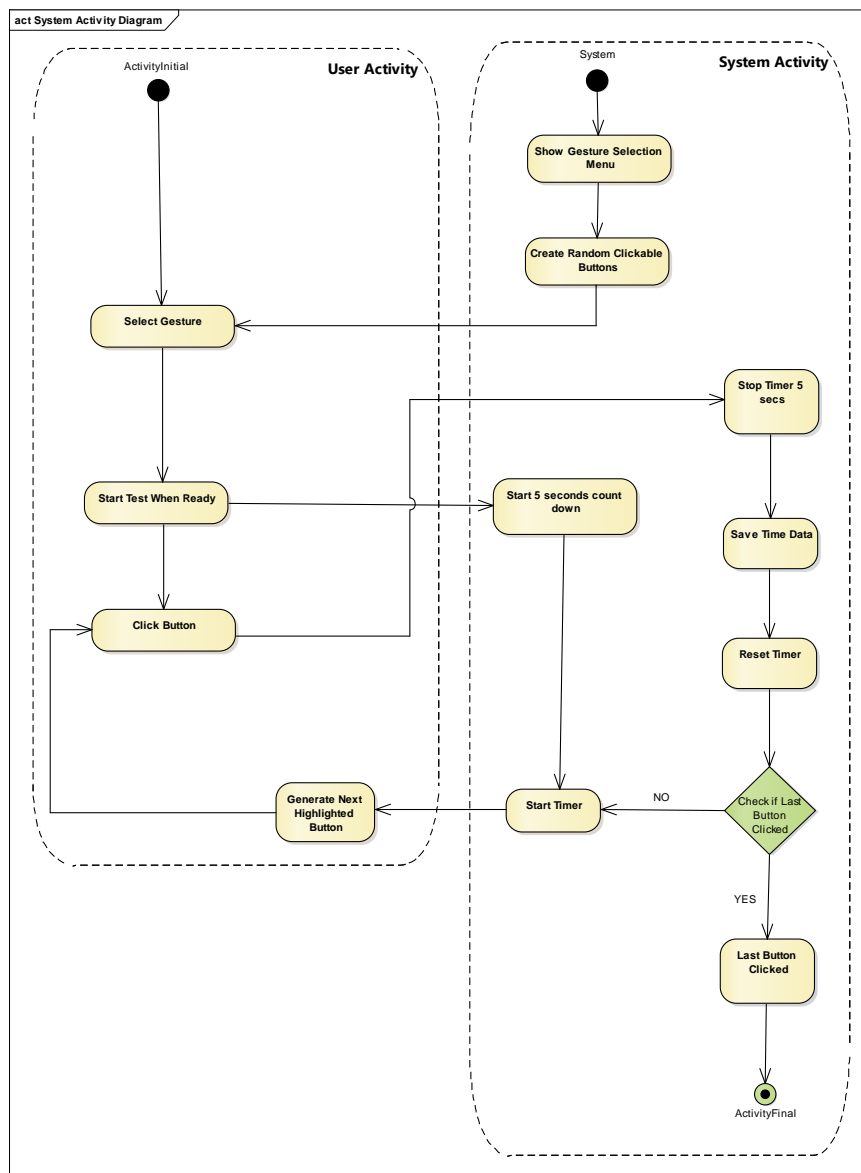 act System Activity Diagram
User Activity
System Activity
ActivityInitial
System
Show Gesture Selection
Menu
Create Random Clickable
Buttons
Select Gesture
Stop Timer 5
secs
Start Test When Ready
Start 5 seconds count
down
Save Time Data
Click Button
Reset Timer
Generate Next
Highlighted
Button
Start Timer
NO
Check if Last
Button
Clicked
YES
Last Button
Clicked
ActivityFinal